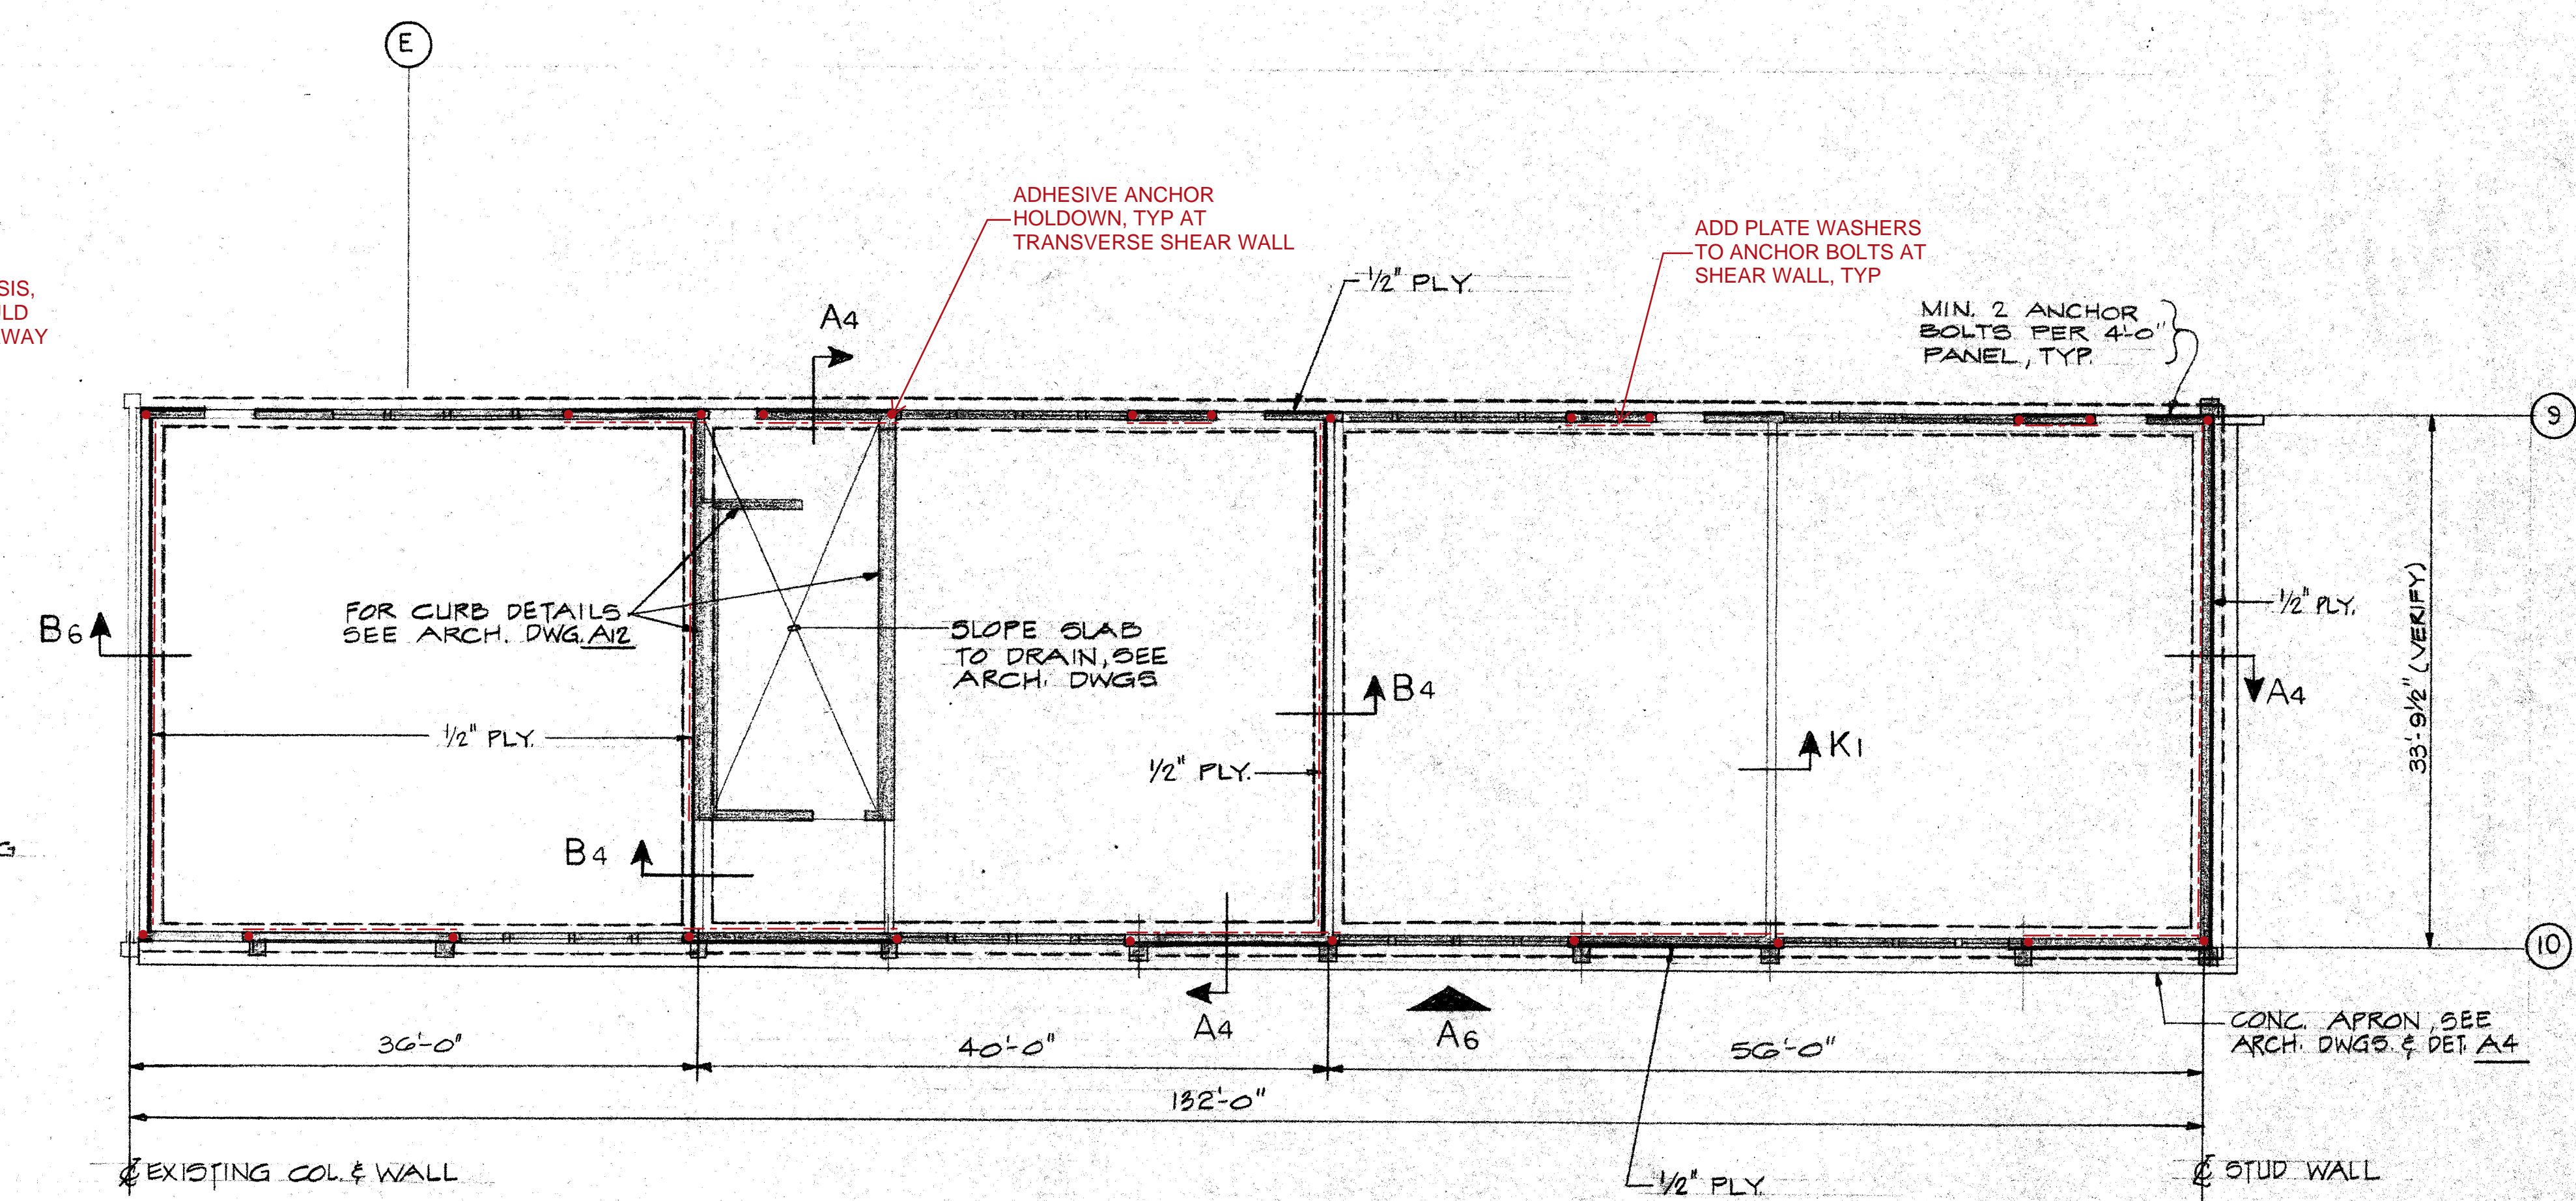 E
ADHESIVE ANCHOR
HOLDOWN, TYP AT
TRANSVERSE SHEAR WALL
ADD PLATE WASHERS
TO ANCHOR BOLTS AT
SHEAR WALL, TYP
SIS,
ULD
WAY
1/2" PLY.
MIN. 2 ANCHOR
BOLTS PER 4'-0"
PANEL, TYP.
A4
9
FOR CURB DETAILS
SEE ARCH. DWG. A12
B6
SLOPE SLAB
TO DRAIN, SEE
ARCH. DWGS
1/2" PLY.
33'-9 1/2" (VERIFY)
B4
A4
1/2" PLY.
K1
1/2" PLY.
G
B4
10
A4
A6
CONC. APRON, SEE
ARCH. DWGS. & DET. A4
36'-0"
40'-0"
56'-0"
132'-0"
℄ EXISTING COL. & WALL
1/2" PLY.
℄ STUD WALL